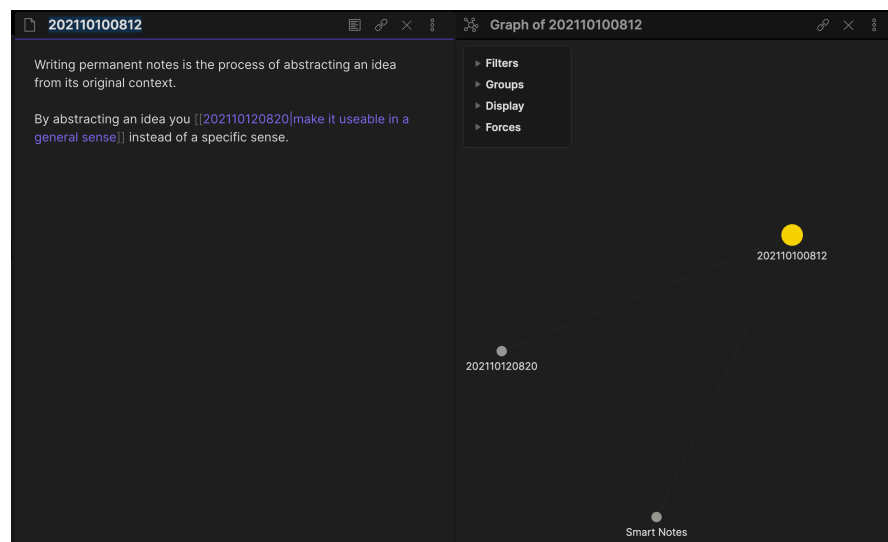 202110100812
Writing permanent notes is the process of abstracting an idea
from its original context.
By abstracting an idea you [[202110120820|make it useable in a
general sense]] instead of a specific sense.
Graph of 202110100812
Filters
Groups
Display
Forces
202110100812
202110120820
Smart Notes